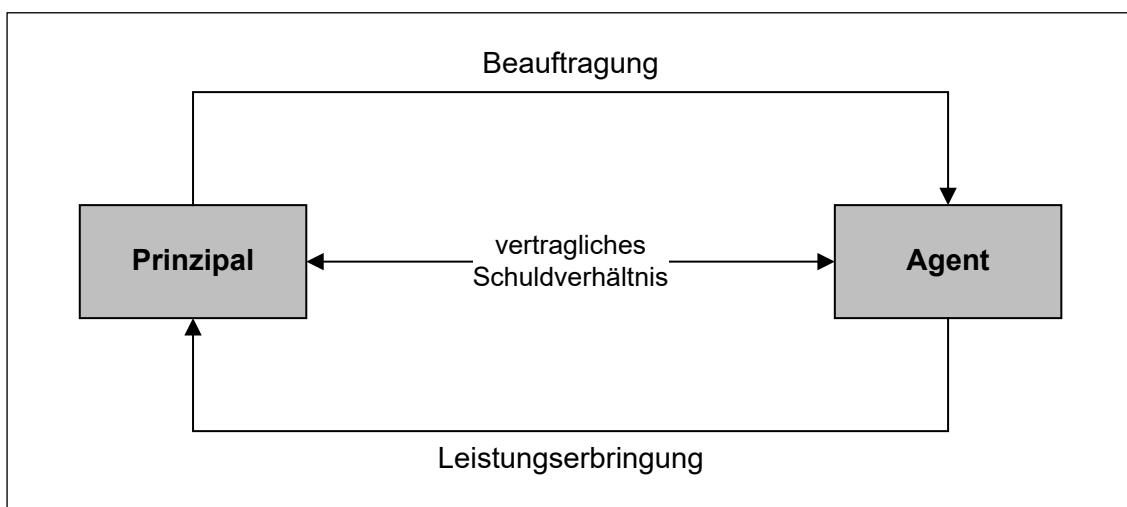 Beauftragung
Prinzipal
vertragliches
Schuldverhältnis
Agent
Leistungserbringung